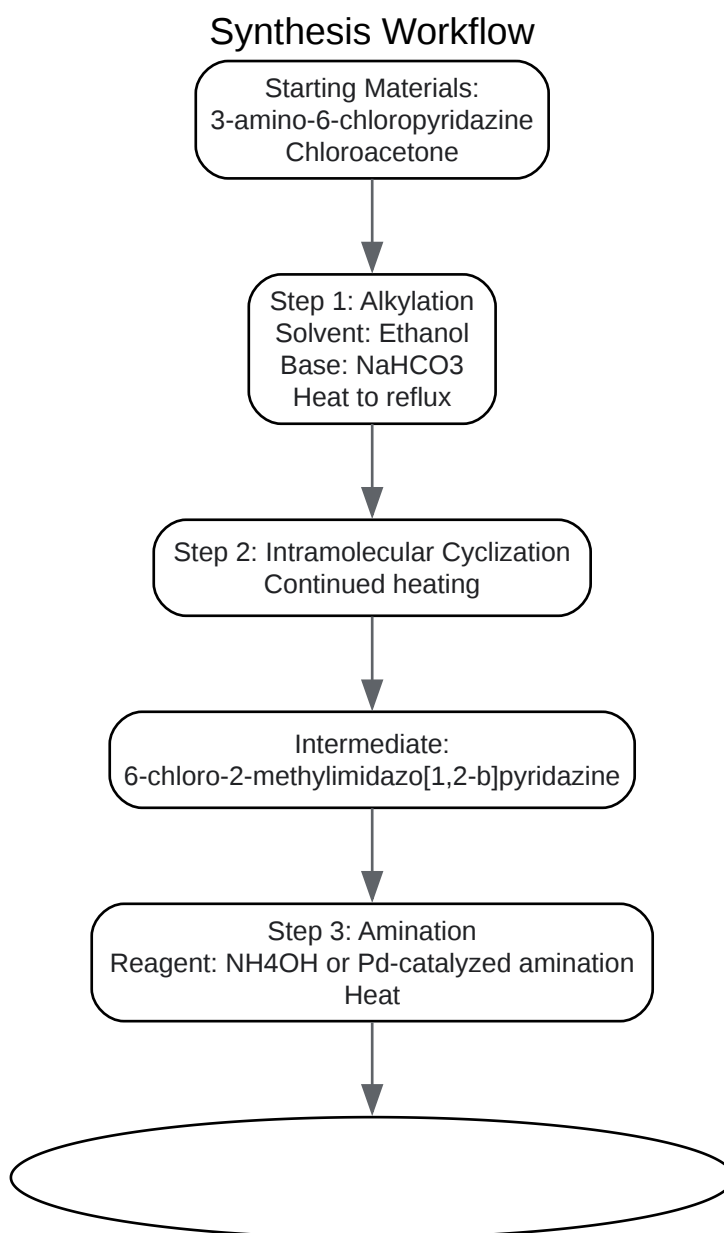 Synthesis Workflow
Starting Materials:
3-amino-6-chloropyridazine
Chloroacetone
Step 1: Alkylation
Solvent: Ethanol
Base: NaHCO3
Heat to reflux
Step 2: Intramolecular Cyclization
Continued heating
Intermediate:
6-chloro-2-methylimidazo[1,2-b]pyridazine
Step 3: Amination
Reagent: NH4OH or Pd-catalyzed amination
Heat